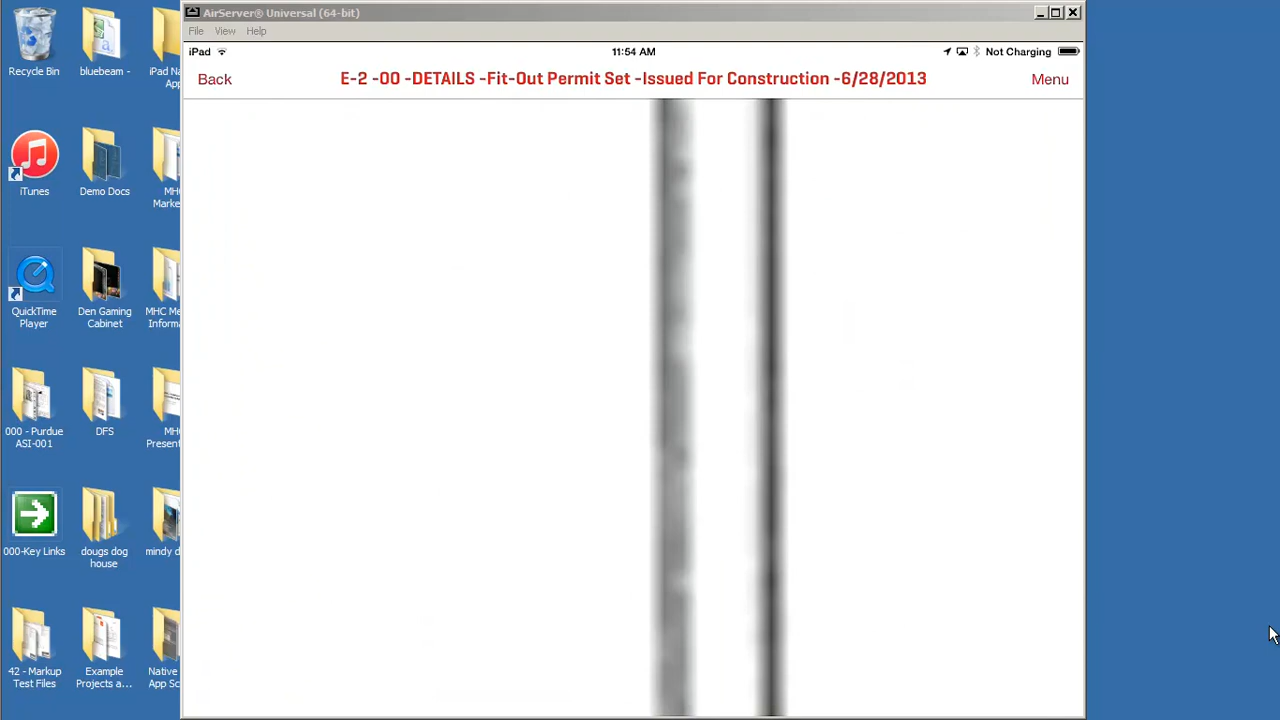 AirServer® Universal (64-bit)
File View Help
iPad 11:54 AM Not Charging
Back E-2 -00 -DETAILS -Fit-Out Permit Set -Issued For Construction -6/28/2013 Menu
Recycle Bin
bluebeam -
iPad Na
App
iTunes
Demo Docs
MHC
Marke
QuickTime
Player
Den Gaming
Cabinet
MHC Me
Informa
000 - Purdue
ASI-001
DFS
MHC
Present
000-Key Links
dougs dog
house
mindy d
42 - Markup
Test Files
Example
Projects a...
Native
App Sc